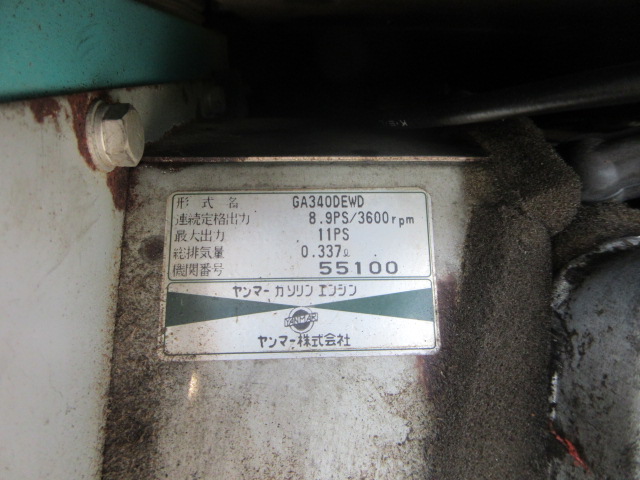 形式名 GA340DEWD
連続定格出力 8.9PS/3600rpm
最大出力 11PS
総排気量 0.337ℓ
機関番号 55100
ヤンマー ガソリン エンジン
YANMAR
ヤンマー株式会社